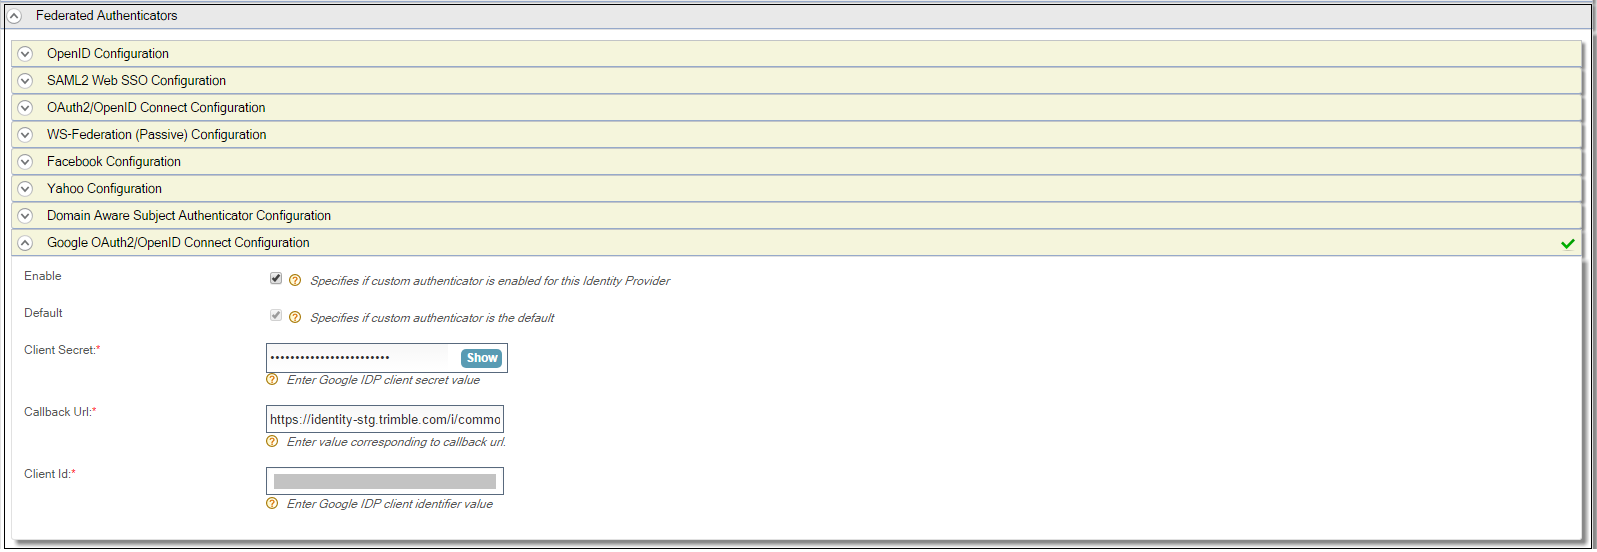 Federated Authenticators
OpenID Configuration
SAML2 Web SSO Configuration
OAuth2/OpenID Connect Configuration
WS-Federation (Passive) Configuration
Facebook Configuration
Yahoo Configuration
Domain Aware Subject Authenticator Configuration
Google OAuth2/OpenID Connect Configuration
Enable ? Specifies if custom authenticator is enabled for this Identity Provider
Default ? Specifies if custom authenticator is the default
Client Secret:* •••••••••••••••••••••••• Show
? Enter Google IDP client secret value
Callback Url:* https://identity-stg.trimble.com/i/commo
? Enter value corresponding to callback url.
Client Id:*
? Enter Google IDP client identifier value